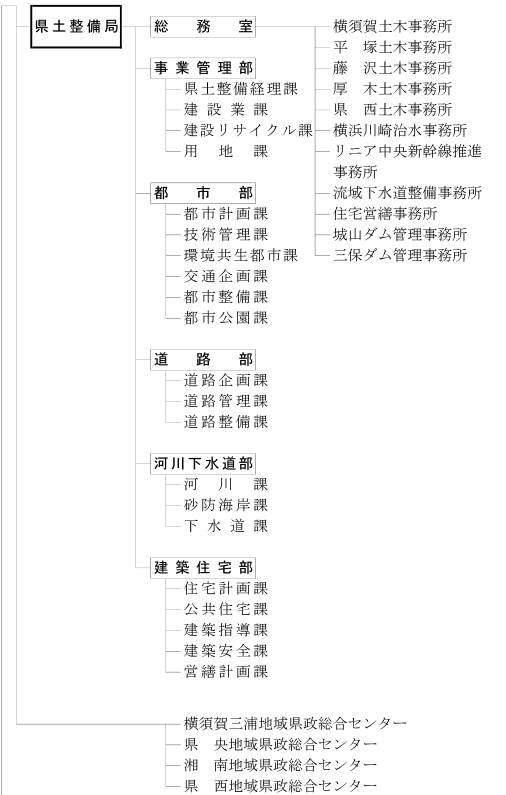 県土整備局
総務室
事業管理部
県土整備経理課
建設業課
建設リサイクル課
用地課
都市部
都市計画課
技術管理課
環境共生都市課
交通企画課
都市整備課
都市公園課
道路部
道路企画課
道路管理課
道路整備課
河川下水道部
河川課
砂防海岸課
下水道課
建築住宅部
住宅計画課
公共住宅課
建築指導課
建築安全課
営繕計画課
横須賀土木事務所
平塚土木事務所
藤沢土木事務所
厚木土木事務所
県西土木事務所
横浜川崎治水事務所
リニア中央新幹線推進
事務所
流域下水道整備事務所
住宅営繕事務所
城山ダム管理事務所
三保ダム管理事務所
横須賀三浦地域県政総合センター
県央地域県政総合センター
湘南地域県政総合センター
県西地域県政総合センター